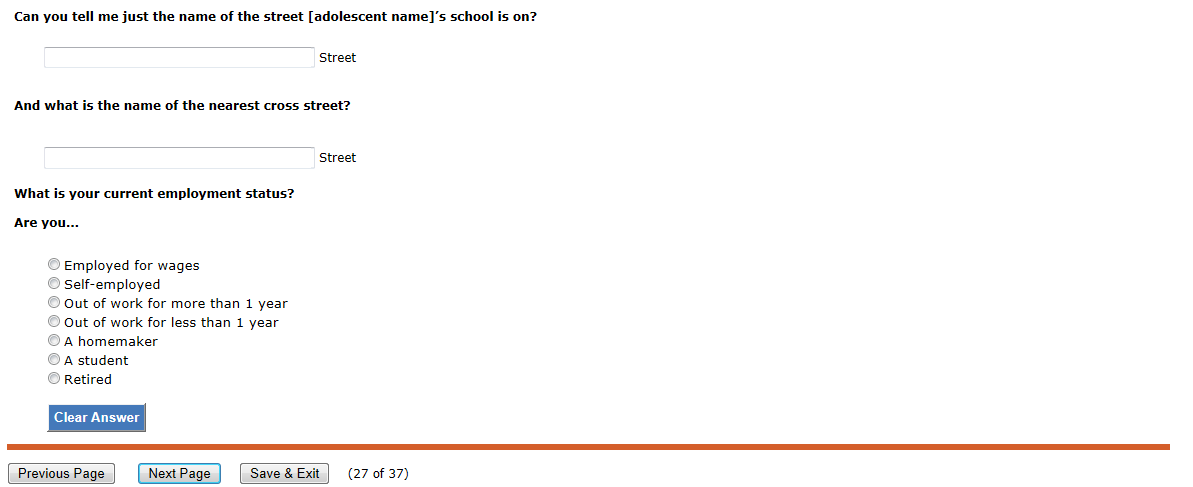 Can you tell me just the name of the street [adolescent name]’s school is on?
Street
And what is the name of the nearest cross street?
Street
What is your current employment status?
Are you...
Employed for wages
Self-employed
Out of work for more than 1 year
Out of work for less than 1 year
A homemaker
A student
Retired
Clear Answer
Previous Page Next Page Save & Exit (27 of 37)